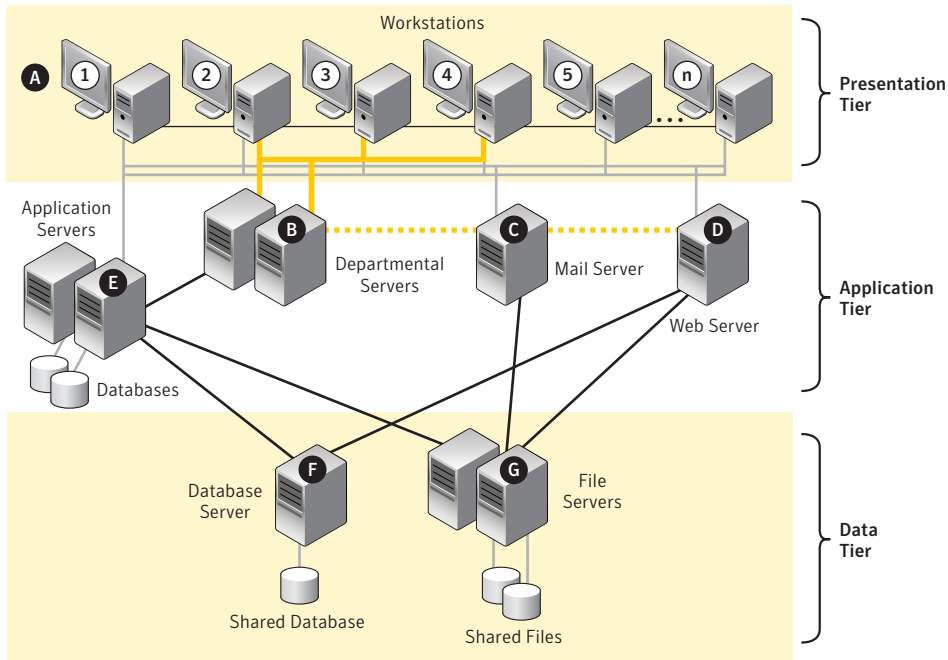 Workstations
A
1
2
3
4
5
n
Presentation
Tier
Application
Servers
B
C
D
Departmental
Servers
Mail Server
E
Web Server
Application
Tier
Databases
F
G
Database
Server
File
Servers
Data
Tier
Shared Database
Shared Files